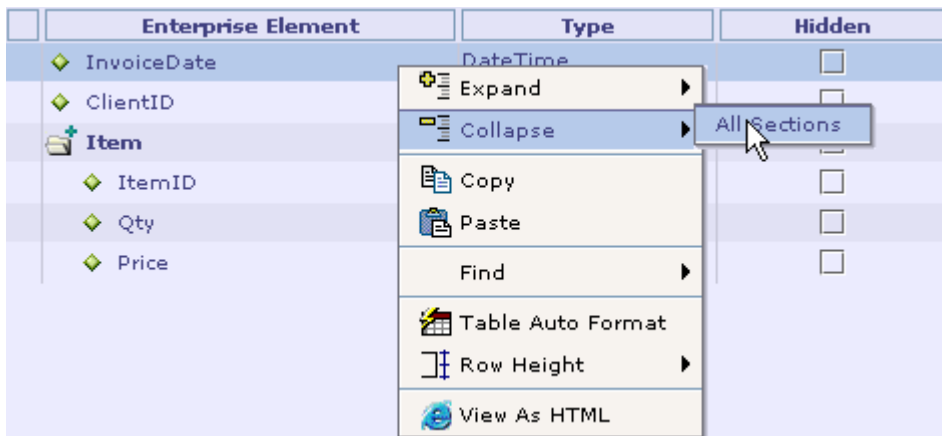 Enterprise Element Type Hidden
InvoiceDate DateTime
Expand
ClientID
Collapse All Sections
Item
Copy
ItemID
Paste
Qty
Price
Find
Table Auto Format
Row Height
View As HTML